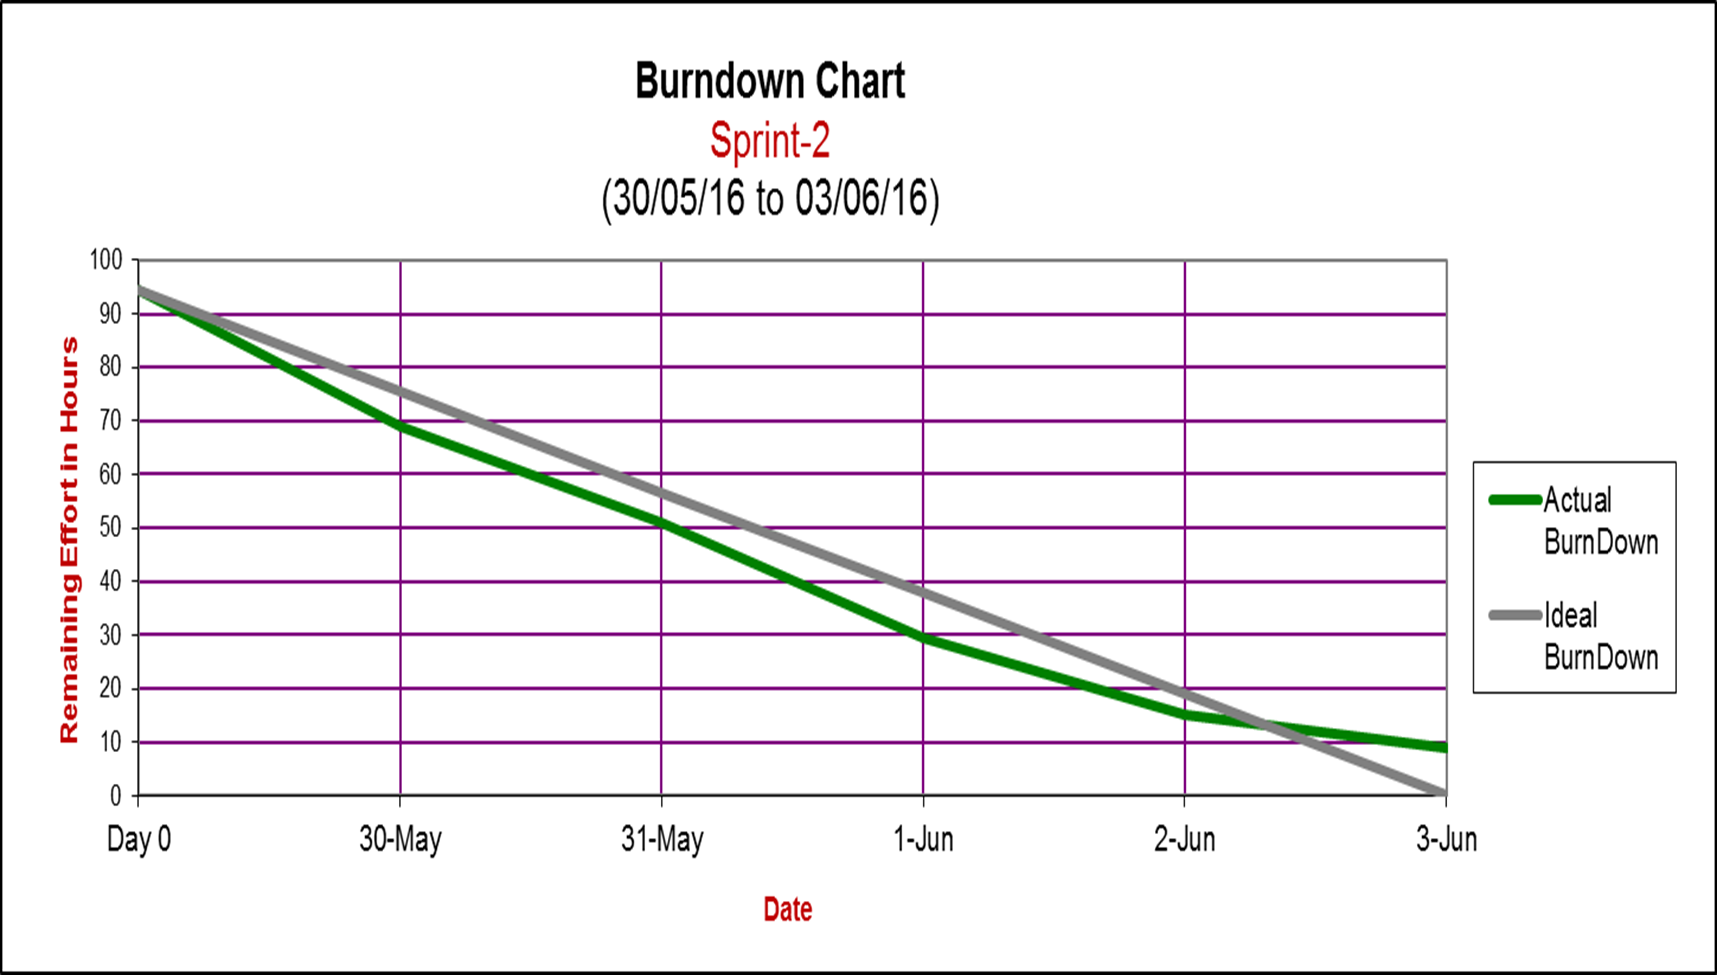 Burndown Chart
Sprint-2
(30/05/16 to 03/06/16)
Remaining Effort in Hours
100
90
80
70
60
50
40
30
20
10
0
Day 0
30-May
31-May
1-Jun
2-Jun
3-Jun
Date
Actual
BurnDown
Ideal
BurnDown